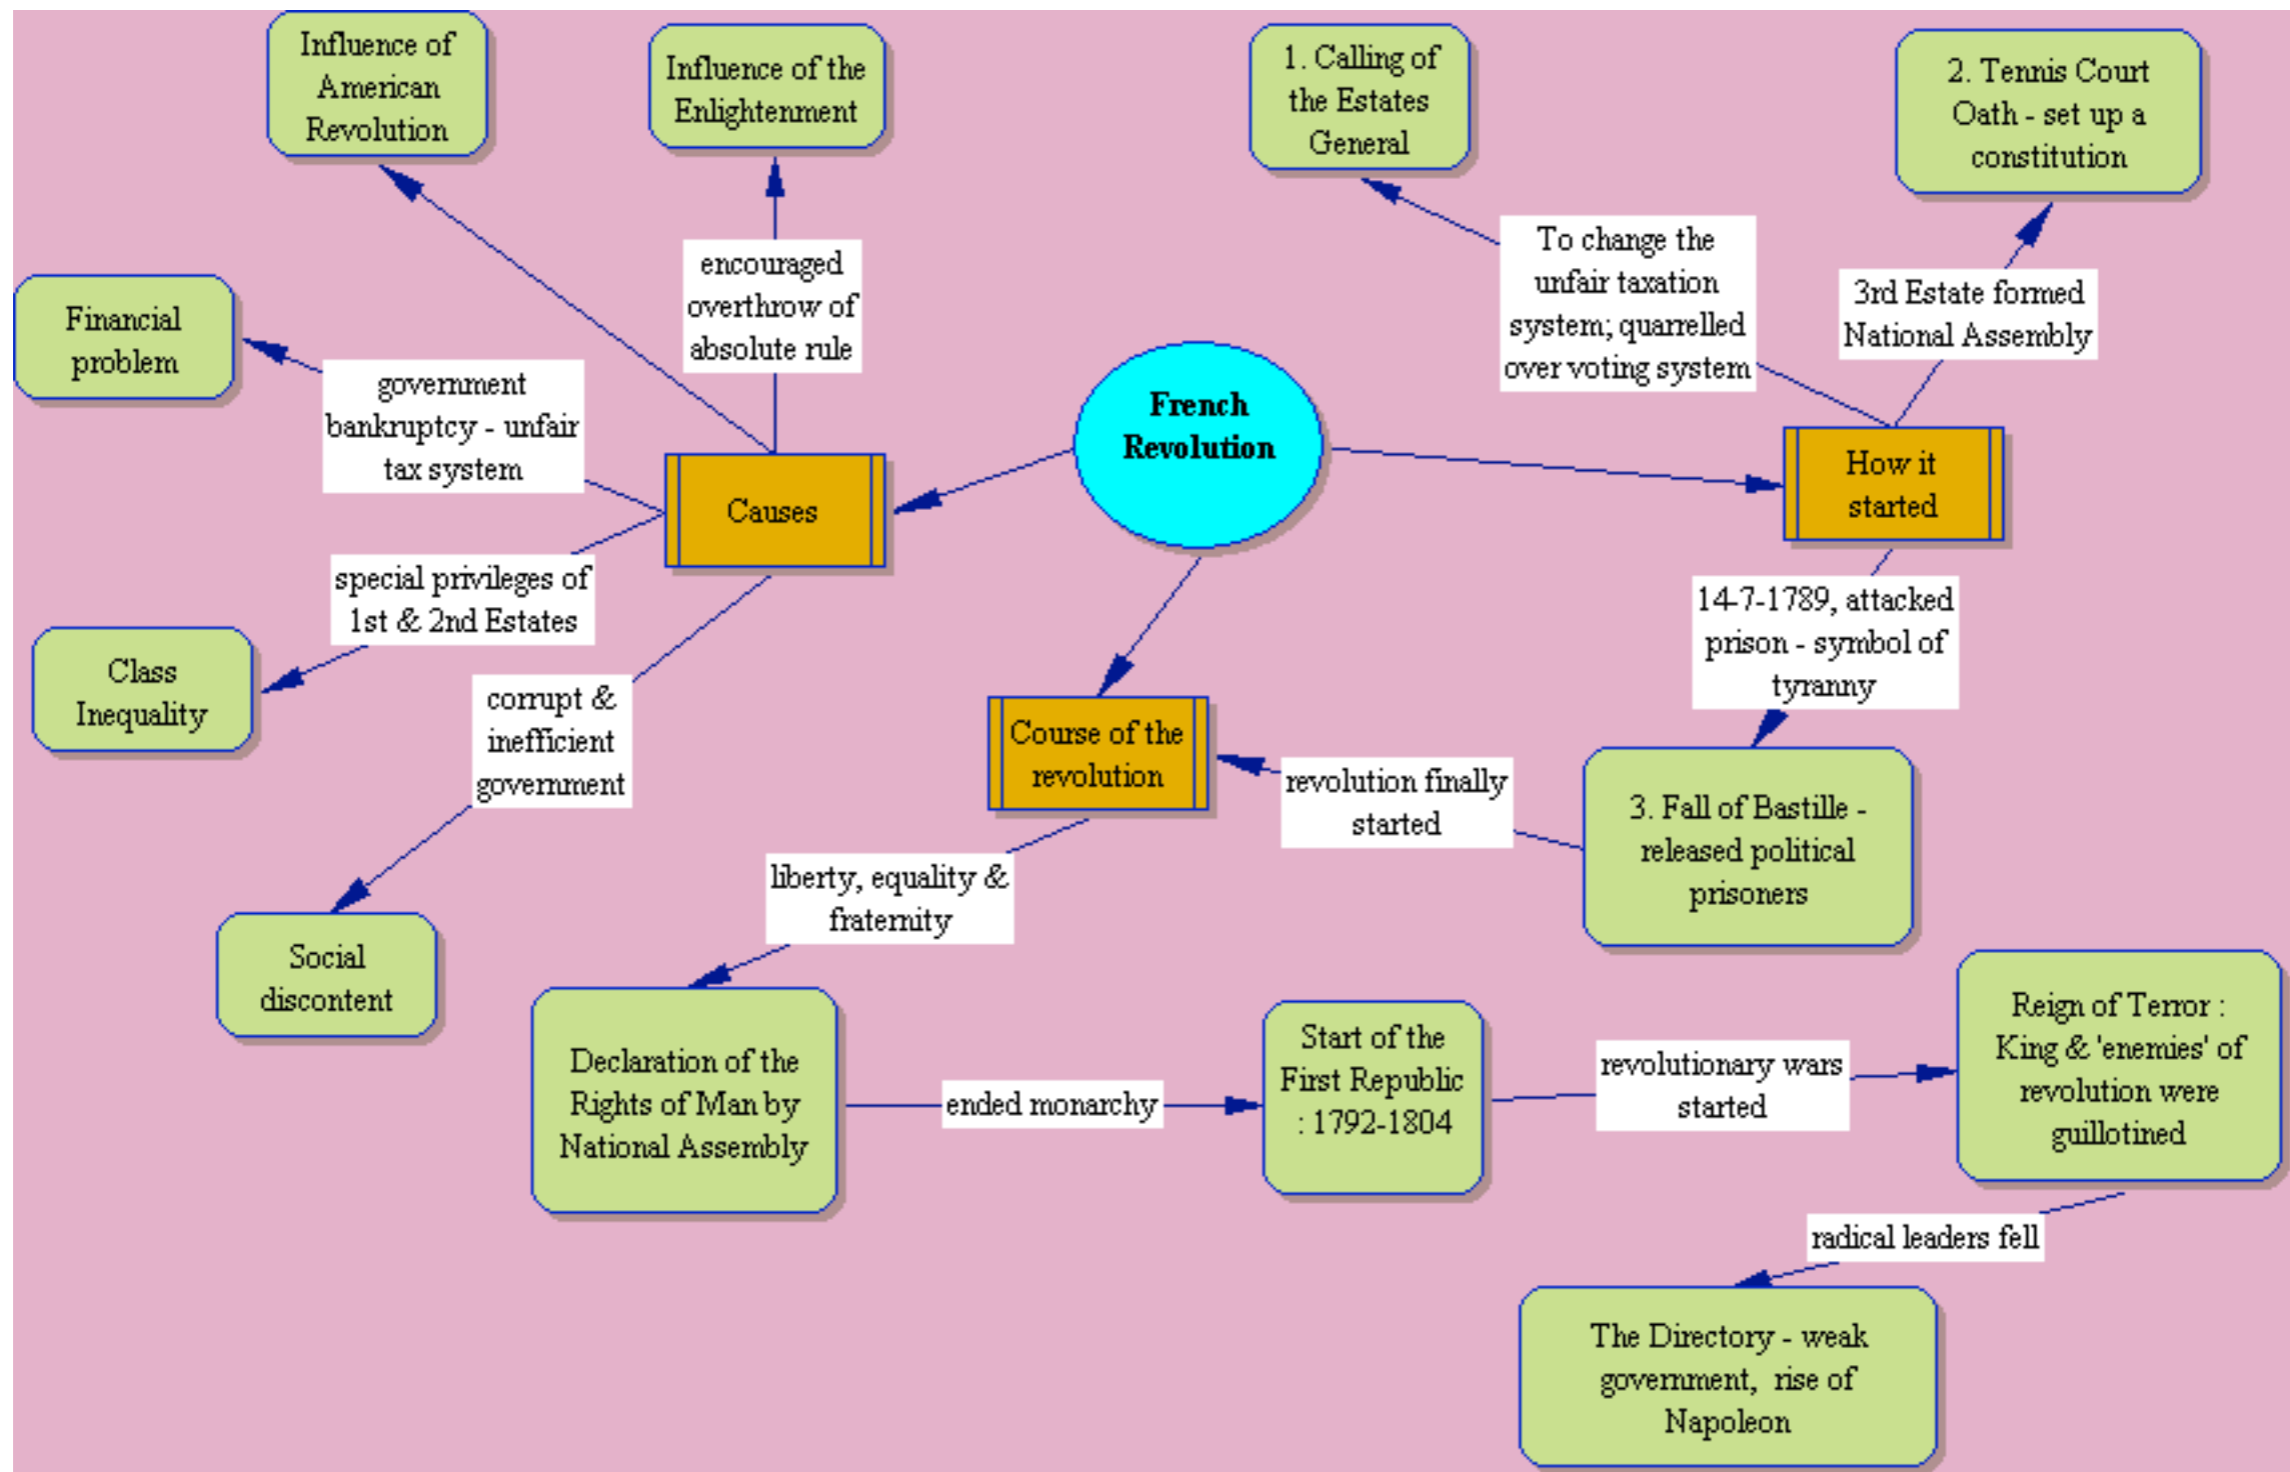 Influence of
American
Revolution
Influence of the
Enlightenment
1. Calling of
the Estates
General
2. Tennis Court
Oath - set up a
constitution
encouraged
overthrow of
absolute rule
To change the
unfair taxation
system; quarrelled
over voting system
3rd Estate formed
National Assembly
Financial
problem
government
bankruptcy - unfair
tax system
French
Revolution
Causes
How it
started
special privileges of
1st & 2nd Estates
14-7-1789, attacked
prison - symbol of
tyranny
Class
Inequality
corrupt &
inefficient
government
Course of the
revolution
revolution finally
started
3. Fall of Bastille -
released political
prisoners
liberty, equality &
fraternity
Social
discontent
Declaration of the
Rights of Man by
National Assembly
ended monarchy
Start of the
First Republic
: 1792-1804
revolutionary wars
started
Reign of Terror :
King & 'enemies' of
revolution were
guillotined
radical leaders fell
The Directory - weak
government,  rise of
Napoleon